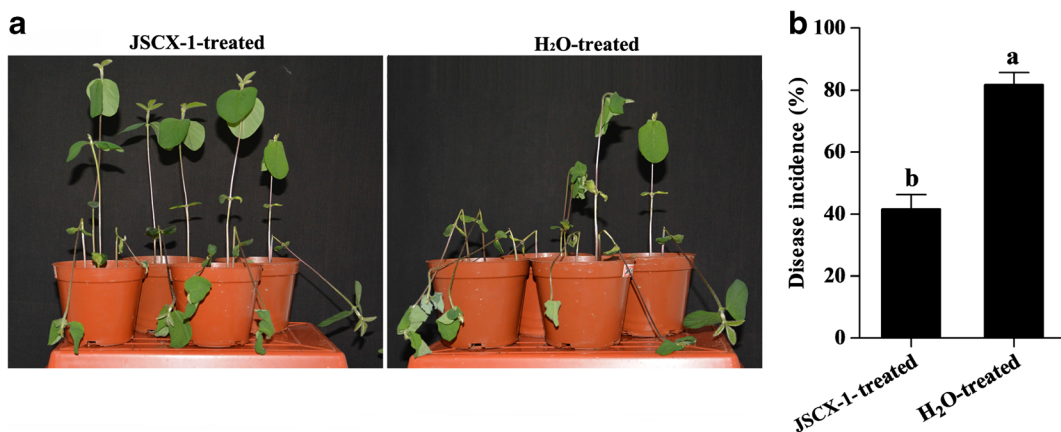 a
JSCX-1-treated
H₂O-treated
b
Disease incidence (%)
100
80
60
40
20
0
b
a
JSCX-1-treated
H₂O-treated